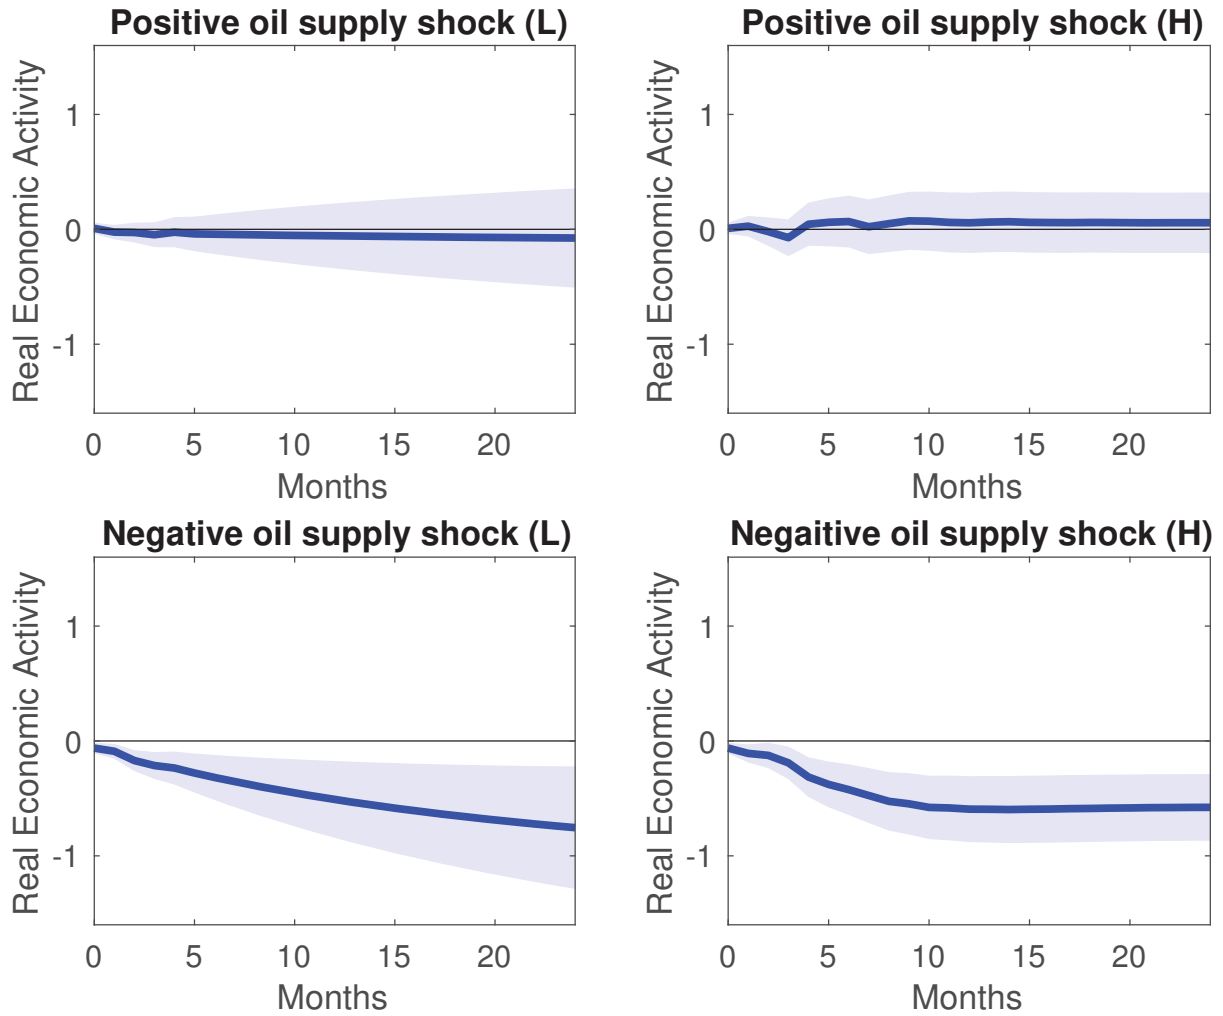 Positive oil supply shock (L)
Real Economic Activity
1
0
-1
0 5 10 15 20
Months
Positive oil supply shock (H)
Real Economic Activity
1
0
-1
0 5 10 15 20
Months
Negative oil supply shock (L)
Real Economic Activity
1
0
-1
0 5 10 15 20
Months
Negaitive oil supply shock (H)
Real Economic Activity
1
0
-1
0 5 10 15 20
Months